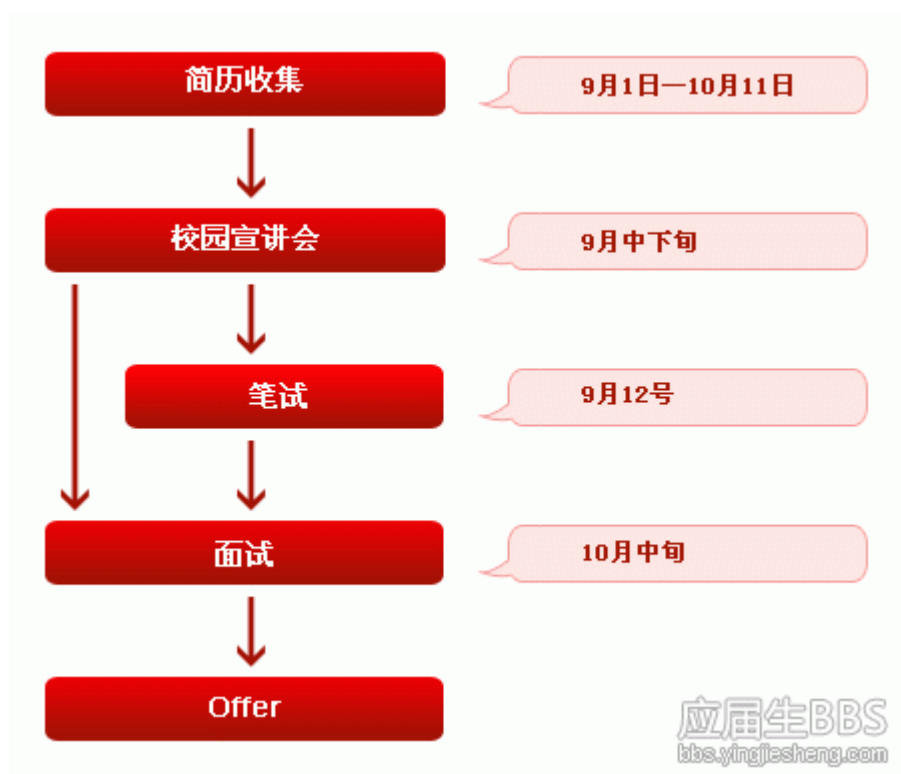 简历收集
9月1日—10月11日
校园宣讲会
9月中下旬
笔试
9月12号
面试
10月中旬
Offer
应届生BBS
bbs.yingjiesheng.com